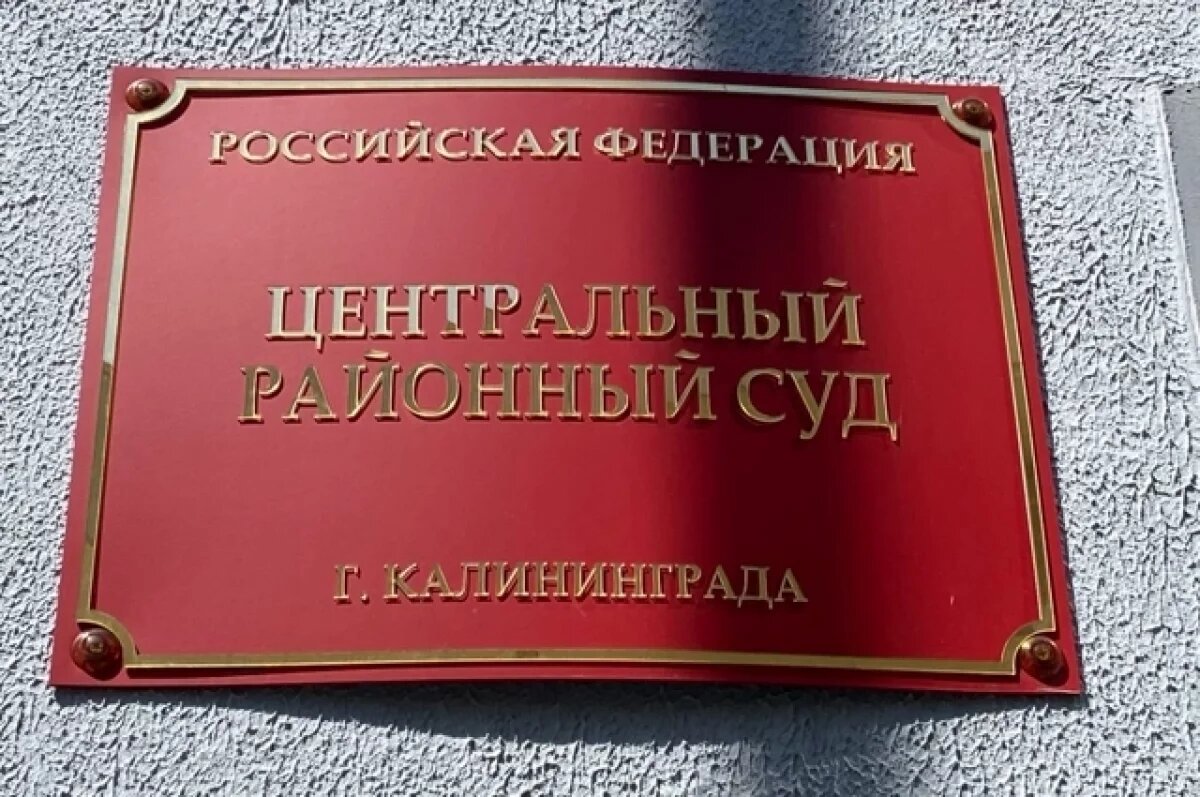 РОССИЙСКАЯ ФЕДЕРАЦИЯ
ЦЕНТРАЛЬНЫЙ
РАЙОННЫЙ СУД
Г. КАЛИНИНГРАДА